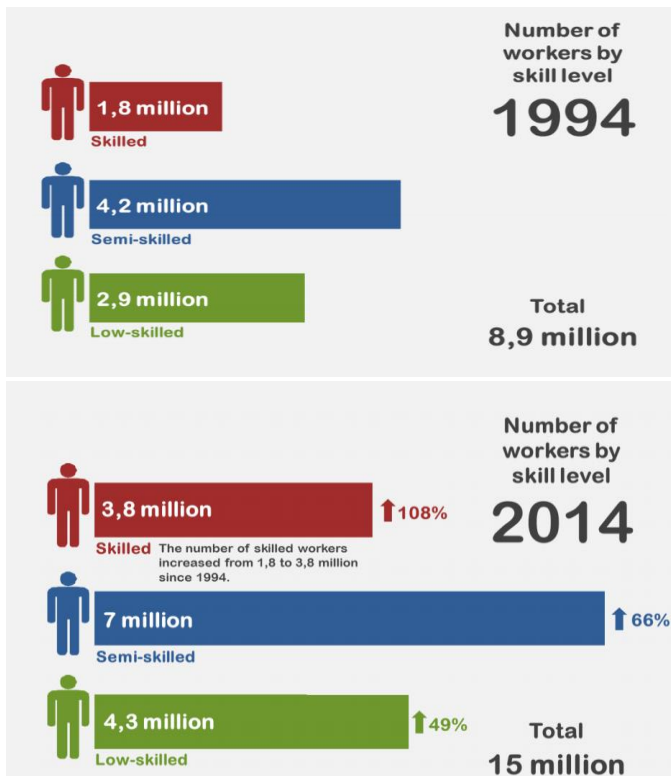 Number of
workers by
skill level
1994
1,8 million
Skilled
4,2 million
Semi-skilled
2,9 million
Low-skilled
Total
8,9 million
Number of
workers by
skill level
2014
3,8 million
108%
Skilled
The number of skilled workers
increased from 1,8 to 3,8 million
since 1994.
7 million
66%
Semi-skilled
4,3 million
49%
Low-skilled
Total
15 million